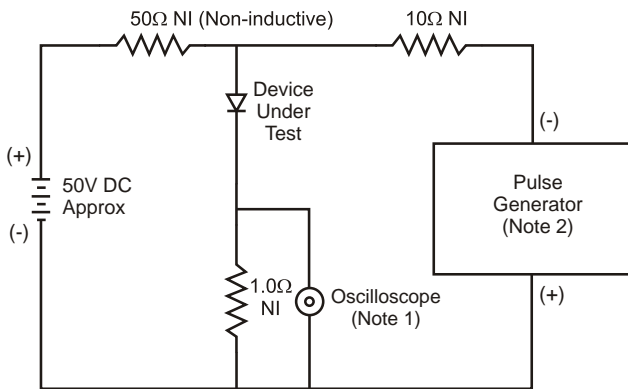 50Ω NI (Non-inductive)
10Ω NI
Device
Under
Test
(-)
(+)
50V DC
Approx
(-)
Pulse
Generator
(Note 2)
1.0Ω
NI
Oscilloscope
(Note 1)
(+)